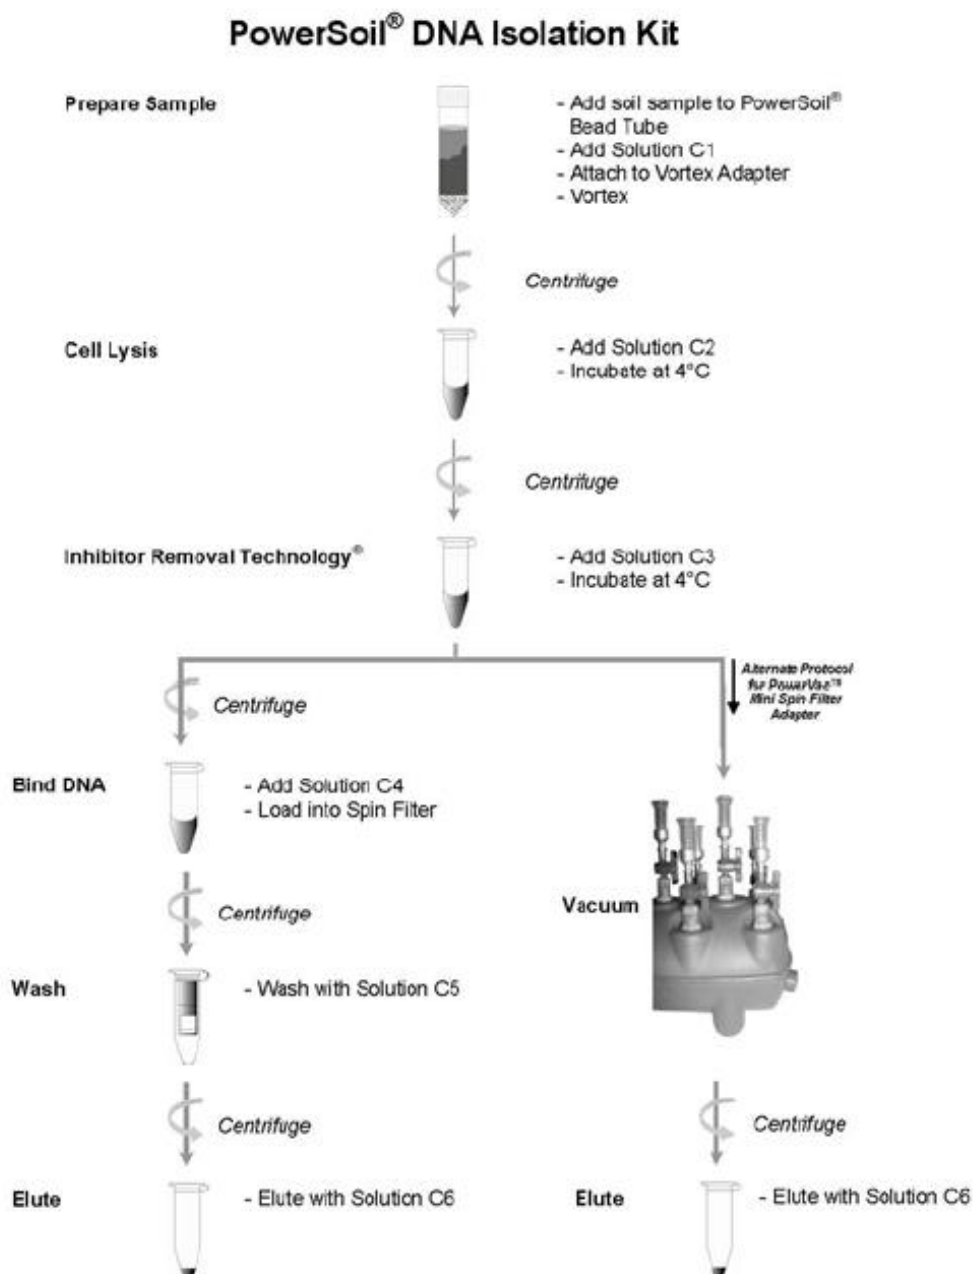 PowerSoil® DNA Isolation Kit
Prepare Sample
- Add soil sample to PowerSoil®
Bead Tube
- Add Solution C1
- Attach to Vortex Adapter
- Vortex
Centrifuge
Cell Lysis
- Add Solution C2
- Incubate at 4°C
Centrifuge
Inhibitor Removal Technology®
- Add Solution C3
- Incubate at 4°C
Alternate Protocol
for PowerVac™
Mini Spin Filter
Adapter
Centrifuge
Bind DNA
- Add Solution C4
- Load into Spin Filter
Vacuum
Centrifuge
Wash
- Wash with Solution C5
Centrifuge
Centrifuge
Elute
- Elute with Solution C6
Elute
- Elute with Solution C6